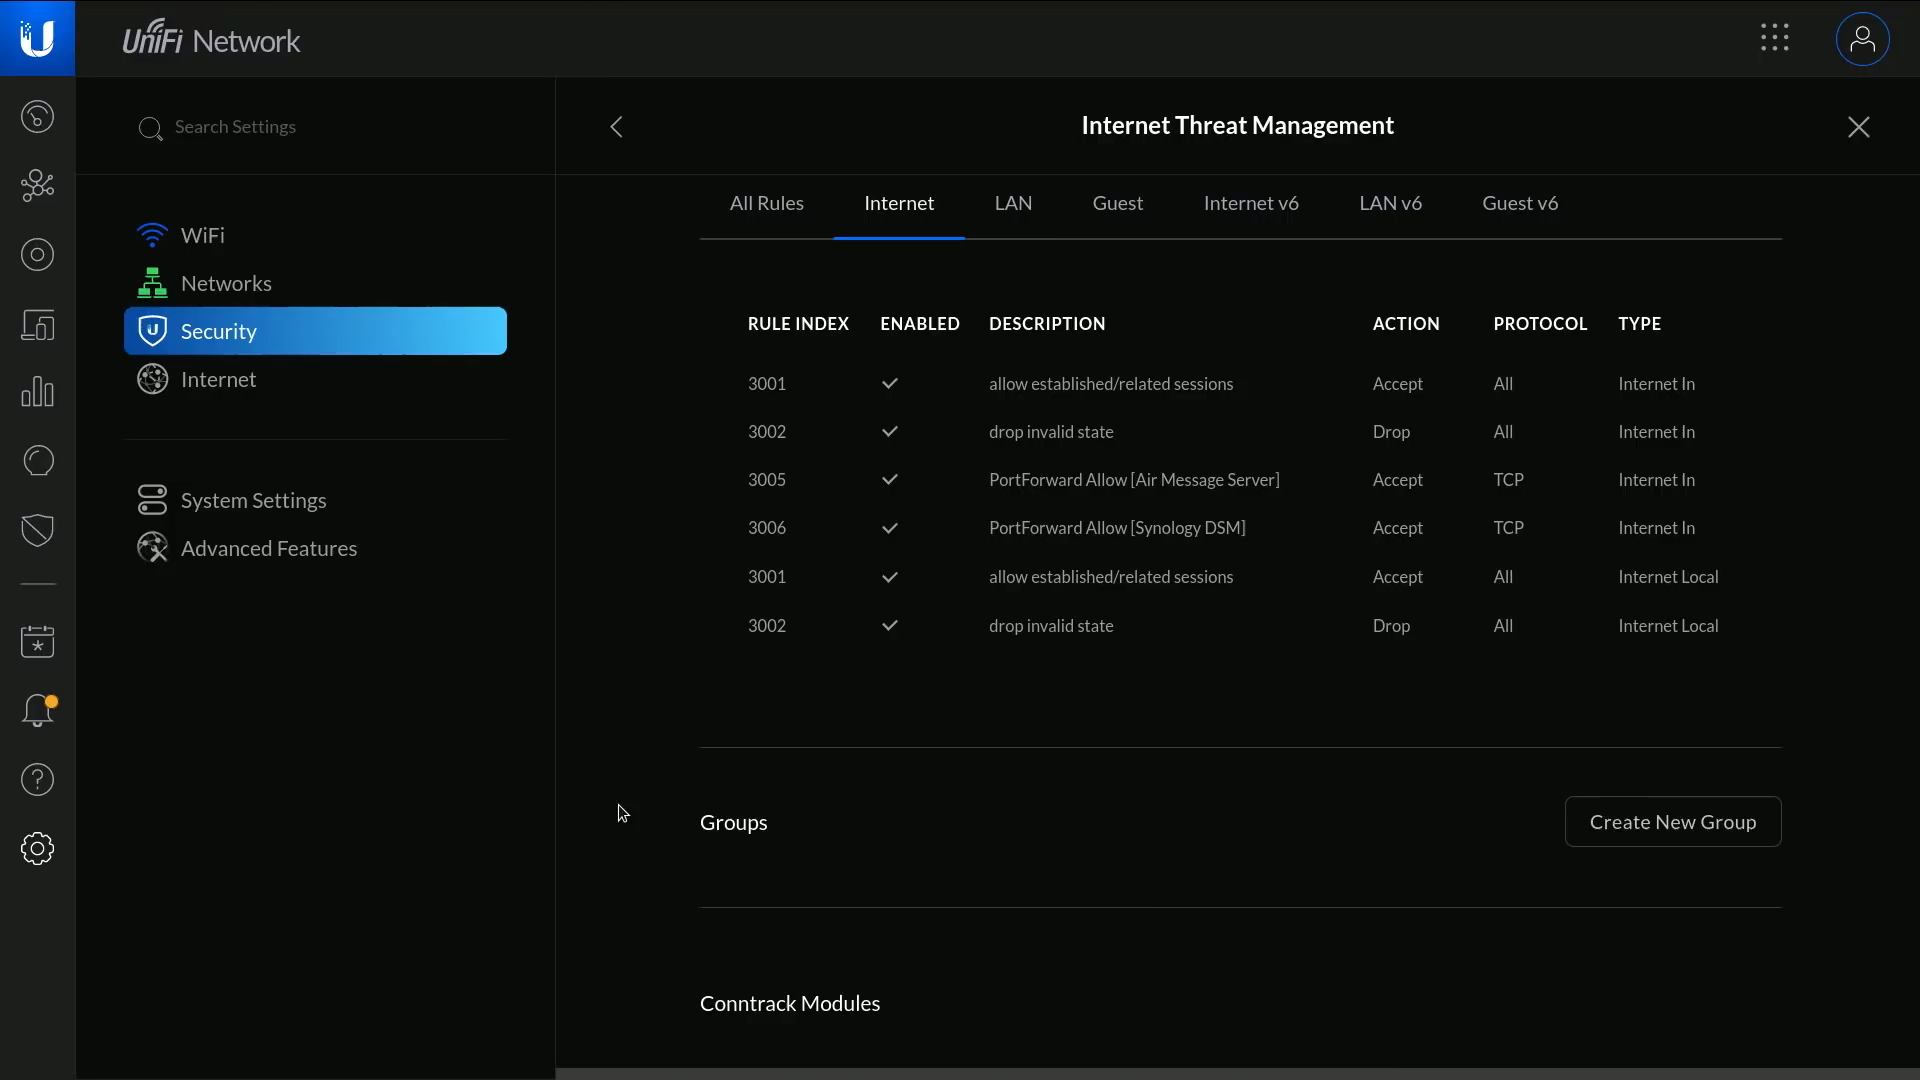 UniFi Network
Search Settings
Internet Threat Management
WiFi
Networks
Security
Internet
System Settings
Advanced Features
All Rules Internet LAN Guest Internet v6 LAN v6 Guest v6
RULE INDEX ENABLED DESCRIPTION ACTION PROTOCOL TYPE
3001 allow established/related sessions Accept All Internet In
3002 drop invalid state Drop All Internet In
3005 PortForward Allow [Air Message Server] Accept TCP Internet In
3006 PortForward Allow [Synology DSM] Accept TCP Internet In
3001 allow established/related sessions Accept All Internet Local
3002 drop invalid state Drop All Internet Local
Groups Create New Group
Conntrack Modules